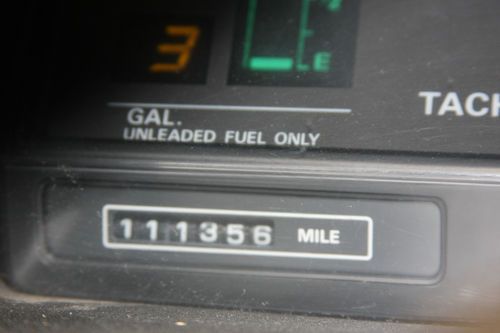 3
E
TACH
GAL.
UNLEADED FUEL ONLY
111356 MILE